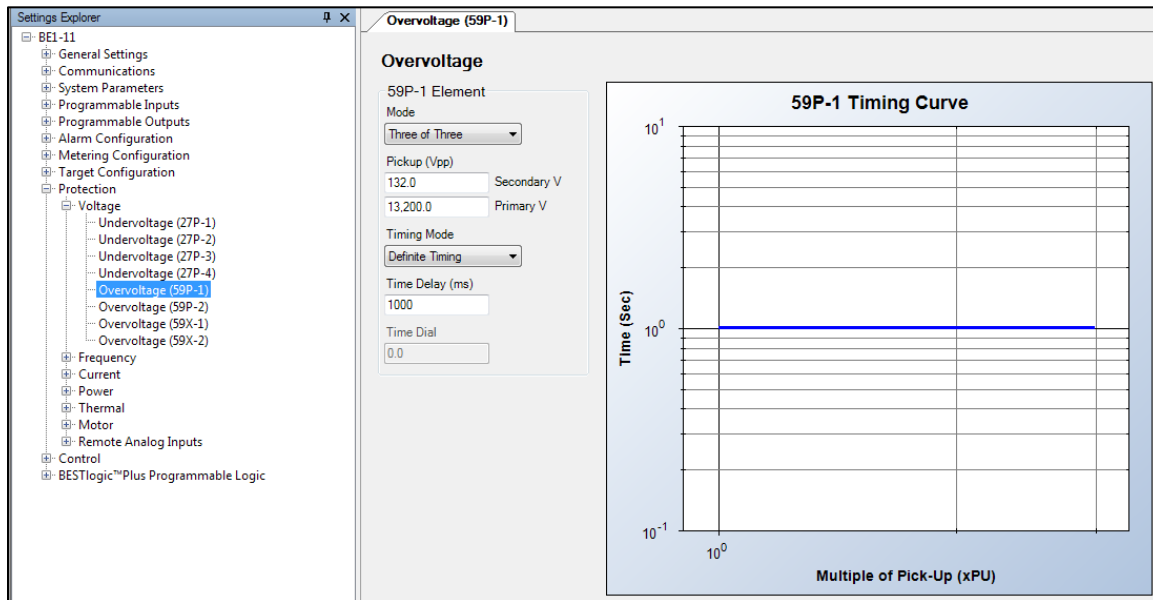 Settings Explorer
BE1-11
General Settings
Communications
System Parameters
Programmable Inputs
Programmable Outputs
Alarm Configuration
Metering Configuration
Target Configuration
Protection
Voltage
Undervoltage (27P-1)
Undervoltage (27P-2)
Undervoltage (27P-3)
Undervoltage (27P-4)
Overvoltage (59P-1)
Overvoltage (59P-2)
Overvoltage (59X-1)
Overvoltage (59X-2)
Frequency
Current
Power
Thermal
Motor
Remote Analog Inputs
Control
BESTlogic™Plus Programmable Logic
Overvoltage (59P-1)
Overvoltage
59P-1 Element
Mode
Three of Three
Pickup (Vpp)
132.0 Secondary V
13,200.0 Primary V
Timing Mode
Definite Timing
Time Delay (ms)
1000
Time Dial
0.0
59P-1 Timing Curve
10¹
10⁰
10⁻¹
Time (Sec)
10⁰
Multiple of Pick-Up (xPU)